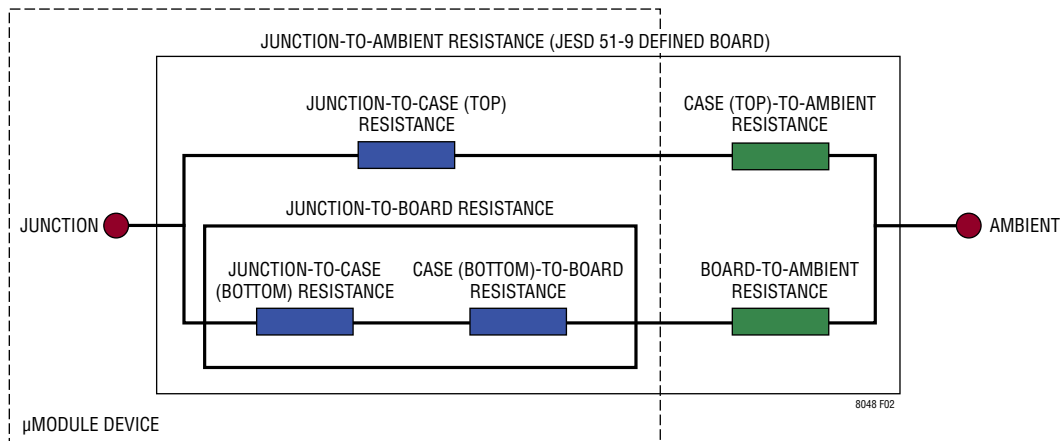 JUNCTION-TO-AMBIENT RESISTANCE (JESD 51-9 DEFINED BOARD)
JUNCTION-TO-CASE (TOP)
RESISTANCE
CASE (TOP)-TO-AMBIENT
RESISTANCE
JUNCTION
JUNCTION-TO-BOARD RESISTANCE
AMBIENT
JUNCTION-TO-CASE
(BOTTOM) RESISTANCE
CASE (BOTTOM)-TO-BOARD
RESISTANCE
BOARD-TO-AMBIENT
RESISTANCE
8048 F02
µMODULE DEVICE